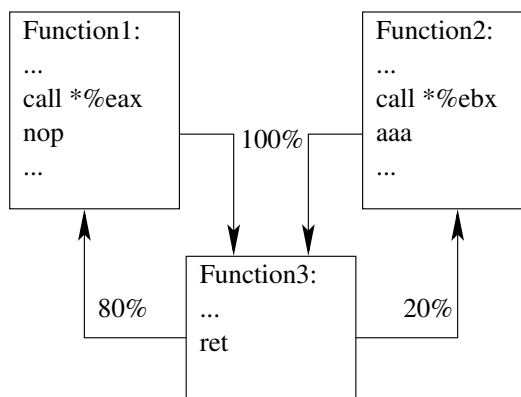 Function1:
...
call *%eax
nop
...
Function2:
...
call *%ebx
aaa
...
100%
Function3:
...
ret
80%
20%